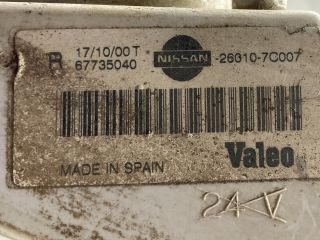 17/10/00 T
R 67735040 NISSAN -26010-7C007
MADE IN SPAIN Valeo
24V